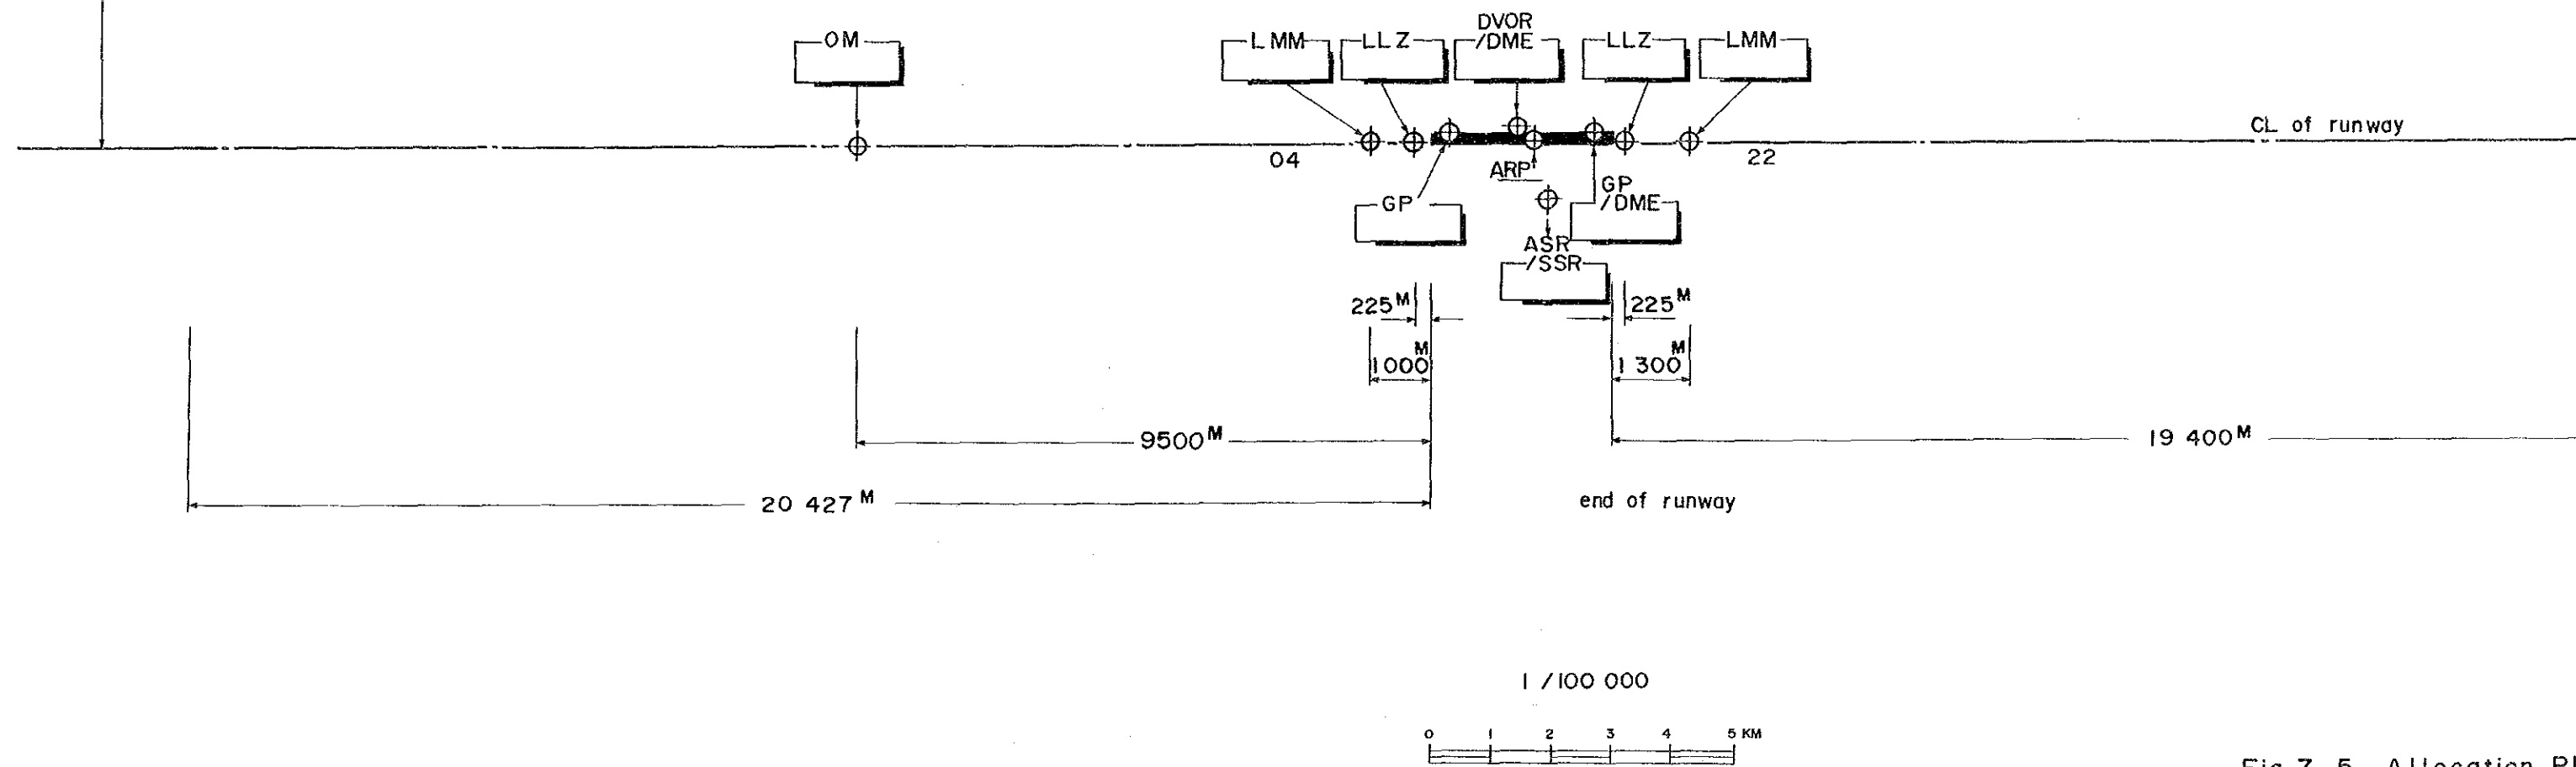 OM
LMM
LLZ
DVOR
/DME
LLZ
LMM
CL of runway
04
22
ARP
GP
GP
/DME
ASR
/SSR
225M
225M
1000M
1 300M
9500M
19 400M
20 427M
end of runway
1 /100 000
0 1 2 3 4 5 KM